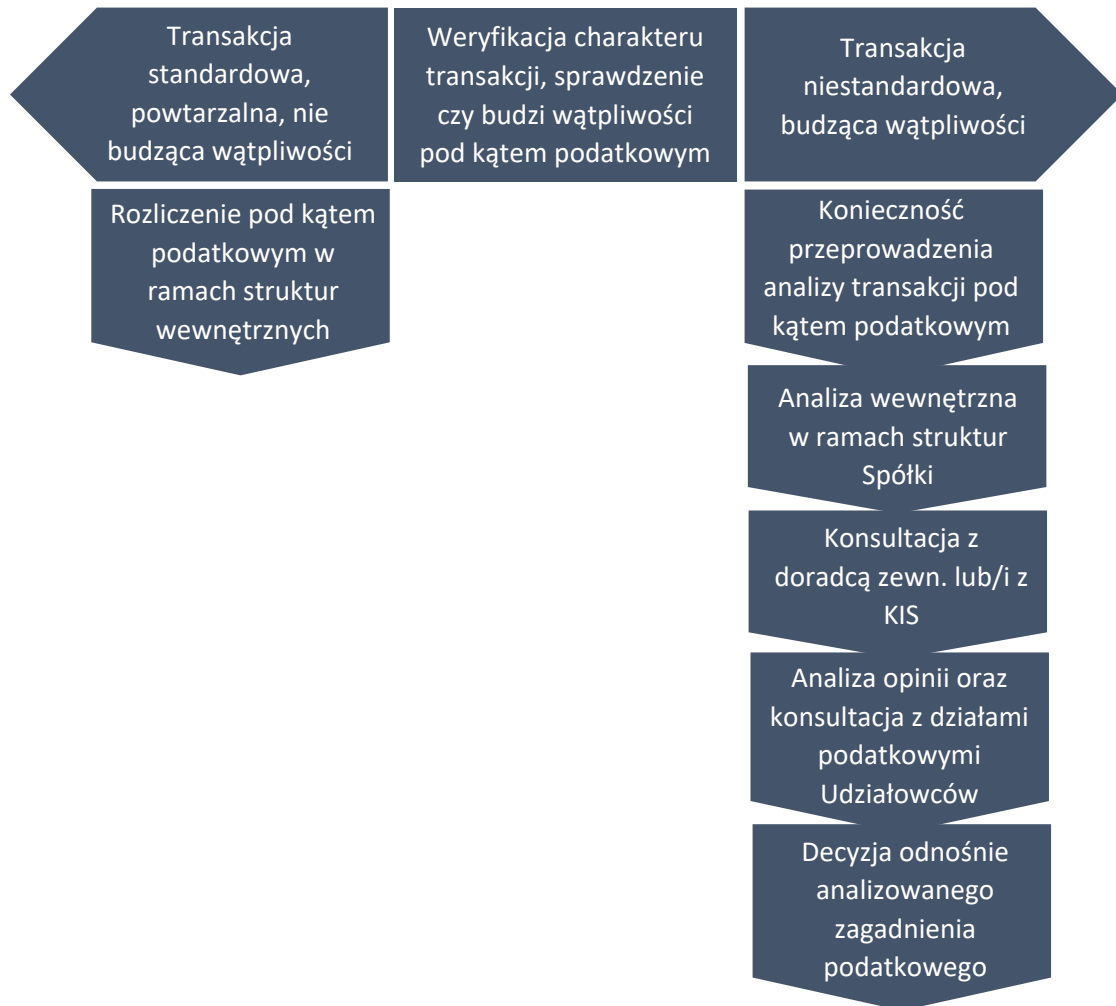 Transakcja
standardowa,
powtarzalna, nie
budząca wątpliwości
Weryfikacja charakteru
transakcji, sprawdzenie
czy budzi wątpliwości
pod kątem podatkowym
Transakcja
niestandardowa,
budząca wątpliwości
Rozliczenie pod kątem
podatkowym w
ramach struktur
wewnętrznych
Konieczność
przeprowadzenia
analizy transakcji pod
kątem podatkowym
Analiza wewnętrzna
w ramach struktur
Spółki
Konsultacja z
doradcą zewn. lub/i z
KIS
Analiza opinii oraz
konsultacja z działami
podatkowymi
Udziałowców
Decyzja odnośnie
analizowanego
zagadnienia
podatkowego